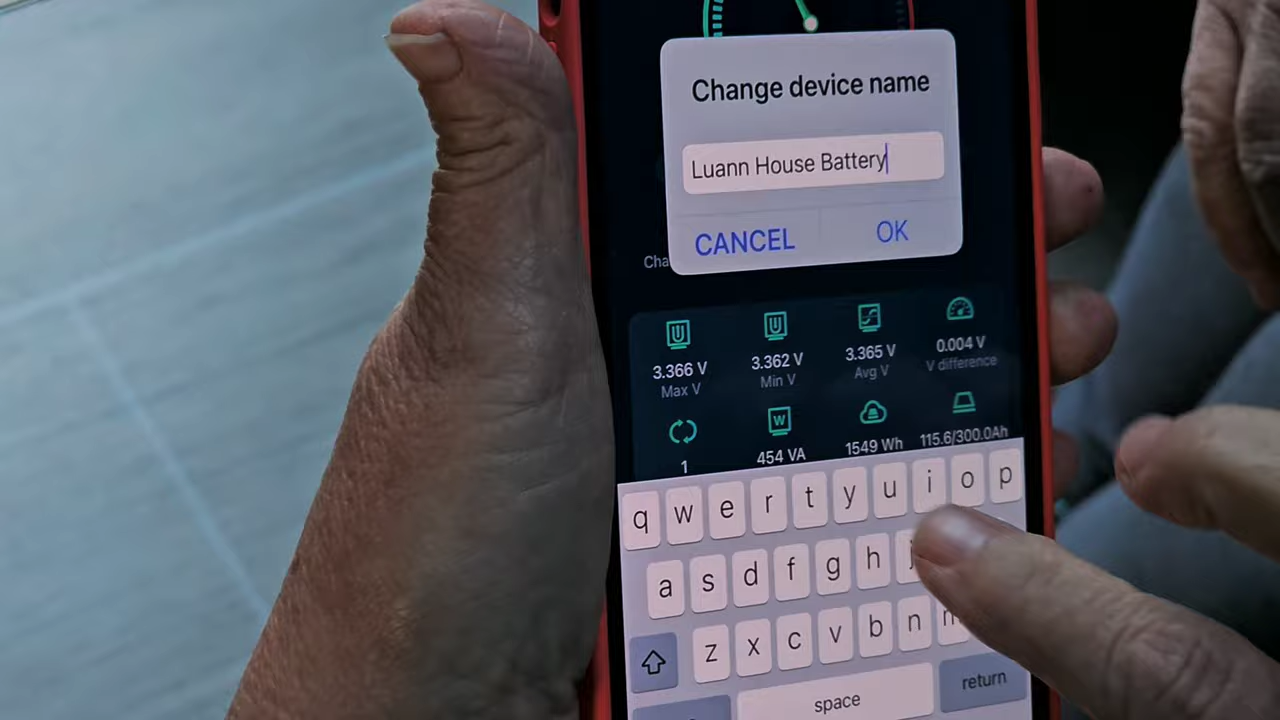 Change device name
Luann House Battery
CANCEL OK
Cha
3.366 V 3.362 V 3.365 V 0.004 V
Max V Min V Avg V V difference
1 454 VA 1549 Wh 115.6/300.0Ah
q w e r t y u i o p
a s d f g h j
z x c v b n m
space return